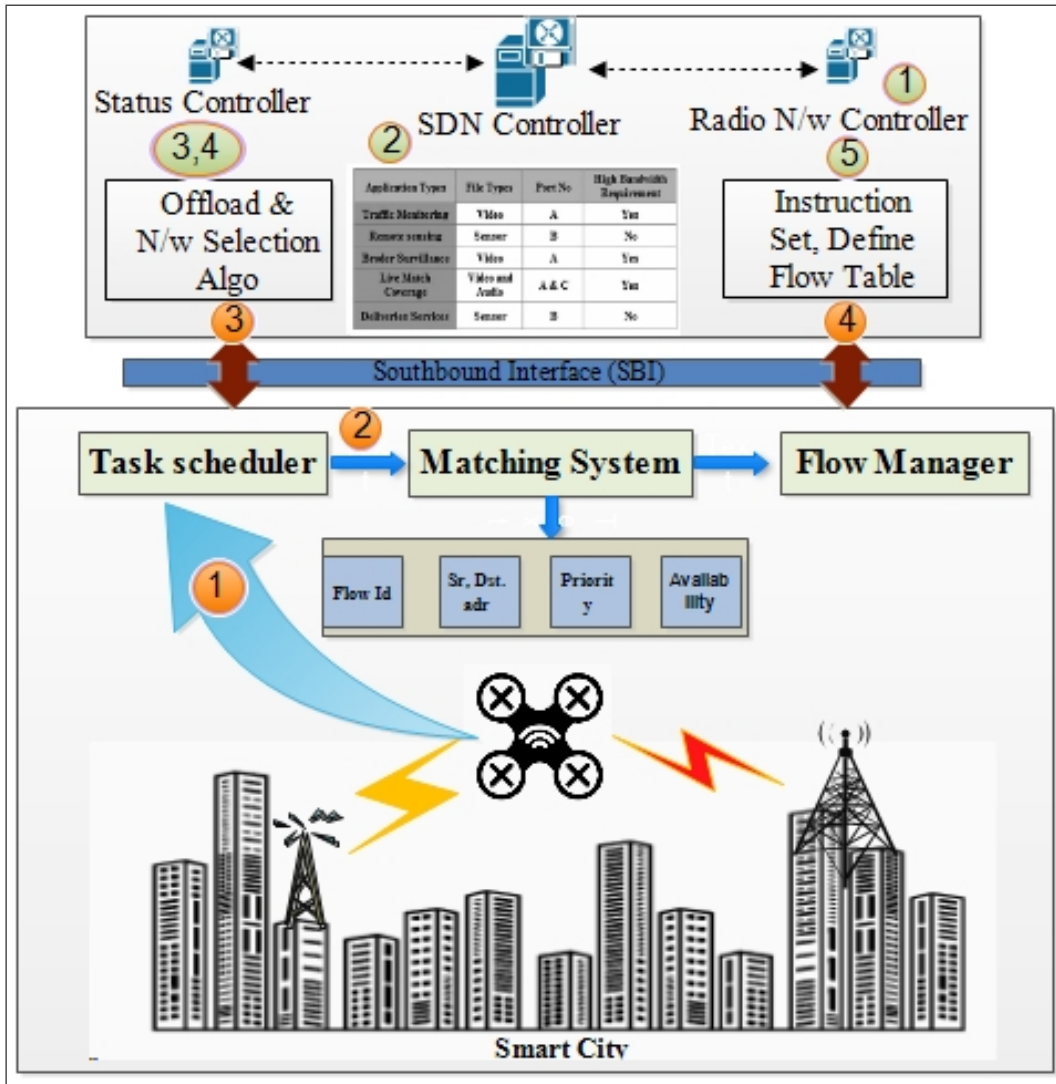 Status Controller
SDN Controller
Radio N/w Controller
1
3,4
2
5
Offload &
N/w Selection
Algo
Application Types
File Types
Port No
High Bandwidth
Requirement
Traffic Monitoring
Video
A
Yes
Remote sensing
Sensor
B
No
Broder Survillance
Video
A
Yes
Live Match
Coverage
Video and
Audio
A & C
Yes
Deliveries Services
Sensor
B
No
Instruction
Set, Define
Flow Table
3
4
Southbound Interface (SBI)
2
Task scheduler
Matching System
Flow Manager
1
Flow Id
Sr, Dst.
adr
Priorit
y
Availab
ility
Smart City